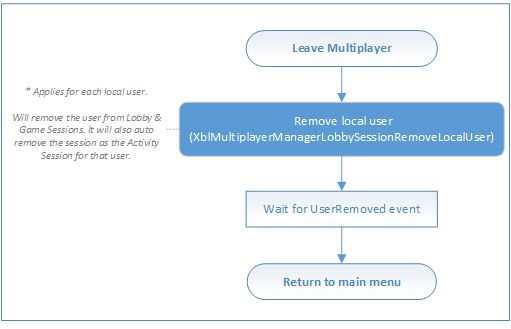 Leave Multiplayer
* Applies for each local user.
Will remove the user from Lobby &
Game Sessions. It will also auto
remove the session as the Activity
Session for that user.
Remove local user
(XblMultiplayerManagerLobbySessionRemoveLocalUser)
Wait for UserRemoved event
Return to main menu